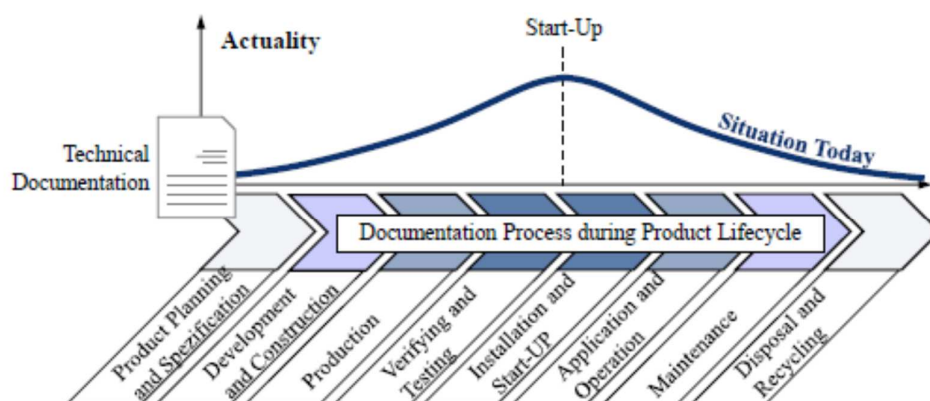 Start-Up
Actuality
Situation Today
Technical
Documentation
Documentation Process during Product Lifecycle
Product Planning
and Spezification
Development
and Construction
Production
Verifying and
Testing
Installation and
Start-UP
Application and
Operation
Maintenance
Disposal and
Recycling